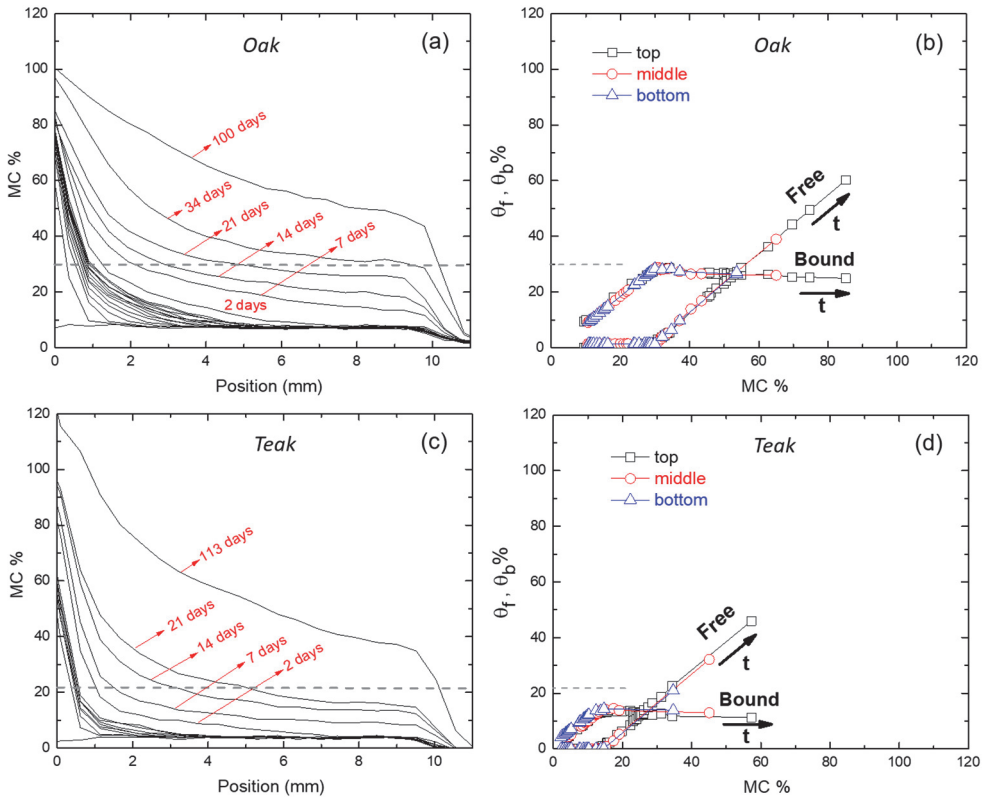 (a)
Oak
120
100
80
60
40
20
0
MC %
100 days
34 days
21 days
14 days
7 days
2 days
0 2 4 6 8 10
Position (mm)
(b)
Oak
top
middle
bottom
120
100
80
60
40
20
0
θf , θb%
Free
t
Bound
t
0 20 40 60 80 100 120
MC %
(c)
Teak
120
100
80
60
40
20
0
MC %
113 days
21 days
14 days
7 days
2 days
0 2 4 6 8 10
Position (mm)
(d)
Teak
top
middle
bottom
120
100
80
60
40
20
0
θf , θb%
Free
t
Bound
t
0 20 40 60 80 100 120
MC %